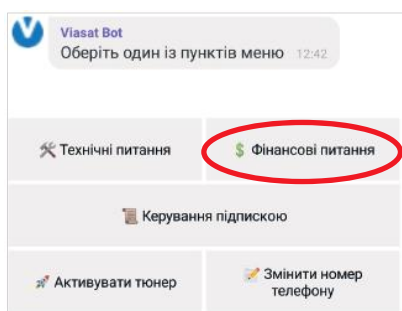 Viasat Bot
Оберіть один із пунктів меню 12:42
🛠 Технічні питання
💲 Фінансові питання
📜 Керування підпискою
🚀 Активувати тюнер
📝 Змінити номер
телефону